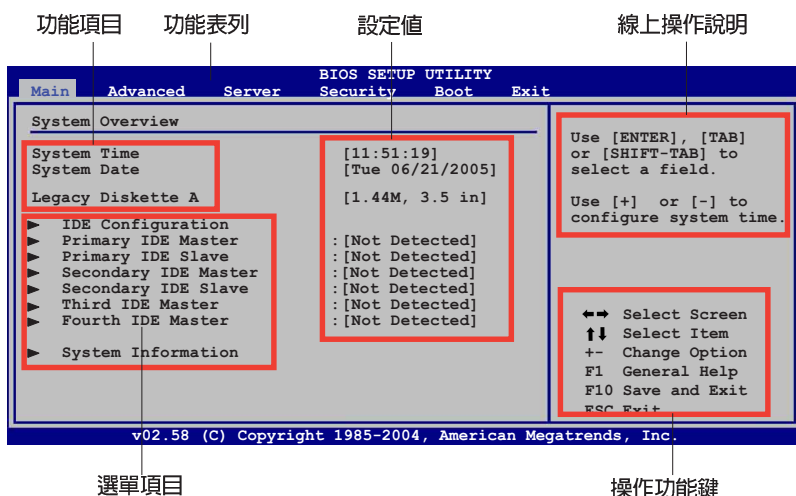 功能項目 功能表列 設定值 線上操作說明
BIOS SETUP UTILITY
Main Advanced Server Security Boot Exit
System Overview
System Time [11:51:19]
System Date [Tue 06/21/2005]
Legacy Diskette A [1.44M, 3.5 in]
► IDE Configuration
► Primary IDE Master :[Not Detected]
► Primary IDE Slave :[Not Detected]
► Secondary IDE Master :[Not Detected]
► Secondary IDE Slave :[Not Detected]
► Third IDE Master :[Not Detected]
► Fourth IDE Master :[Not Detected]
► System Information
Use [ENTER], [TAB]
or [SHIFT-TAB] to
select a field.
Use [+] or [-] to
configure system time.
←→ Select Screen
↑↓ Select Item
+- Change Option
F1 General Help
F10 Save and Exit
ESC Exit
v02.58 (C) Copyright 1985-2004, American Megatrends, Inc.
選單項目 操作功能鍵